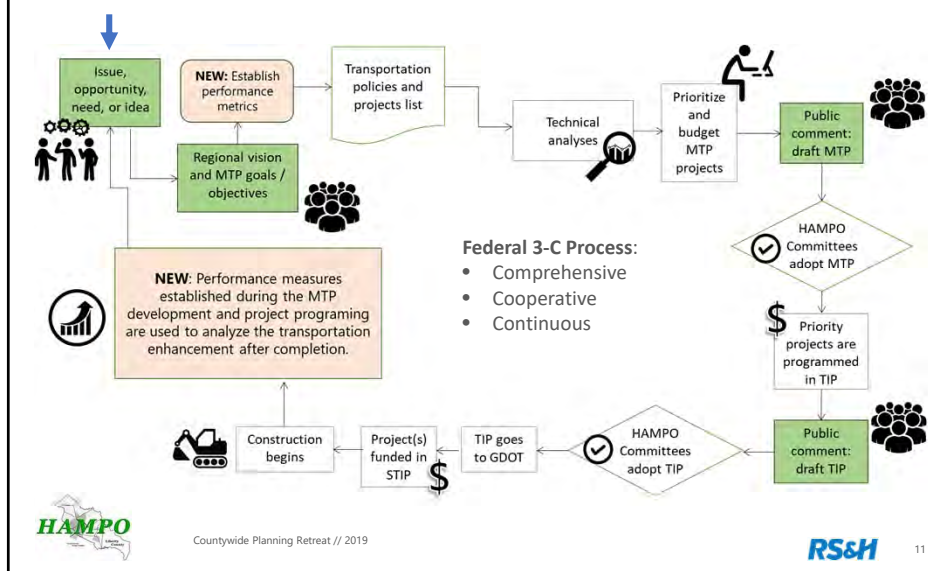 Issue,
opportunity,
need, or idea
NEW: Establish
performance
metrics
Transportation
policies and
projects list
Technical
analyses
Prioritize
and
budget
MTP
projects
Public
comment:
draft MTP
Regional vision
and MTP goals /
objectives
HAMPO
Committees
adopt MTP
Federal 3-C Process:
• Comprehensive
• Cooperative
• Continuous
NEW: Performance measures
established during the MTP
development and project programing
are used to analyze the transportation
enhancement after completion.
$
Priority
projects are
programmed
in TIP
Public
comment:
draft TIP
HAMPO
Committees
adopt TIP
TIP goes
to GDOT
Project(s)
funded in
STIP
$
Construction
begins
HAMPO
Liberty
County
Countywide Planning Retreat // 2019
RS&H
11